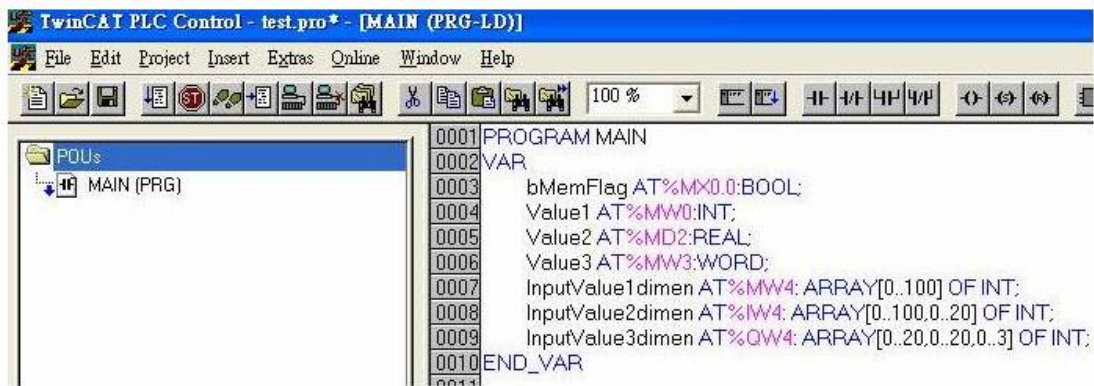 TwinCAT PLC Control - test.pro* - [MAIN (PRG-LD)]
File Edit Project Insert Extras Online Window Help
100 %
POUs
MAIN (PRG)
0001 PROGRAM MAIN
0002 VAR
0003 bMemFlag AT%MX0.0:BOOL;
0004 Value1 AT%MW0:INT;
0005 Value2 AT%MD2:REAL;
0006 Value3 AT%MW3:WORD;
0007 InputValue1dimen AT%MW4: ARRAY[0..100] OF INT;
0008 InputValue2dimen AT%IW4: ARRAY[0..100,0..20] OF INT;
0009 InputValue3dimen AT%QW4: ARRAY[0..20,0..20,0..3] OF INT;
0010 END_VAR
0011